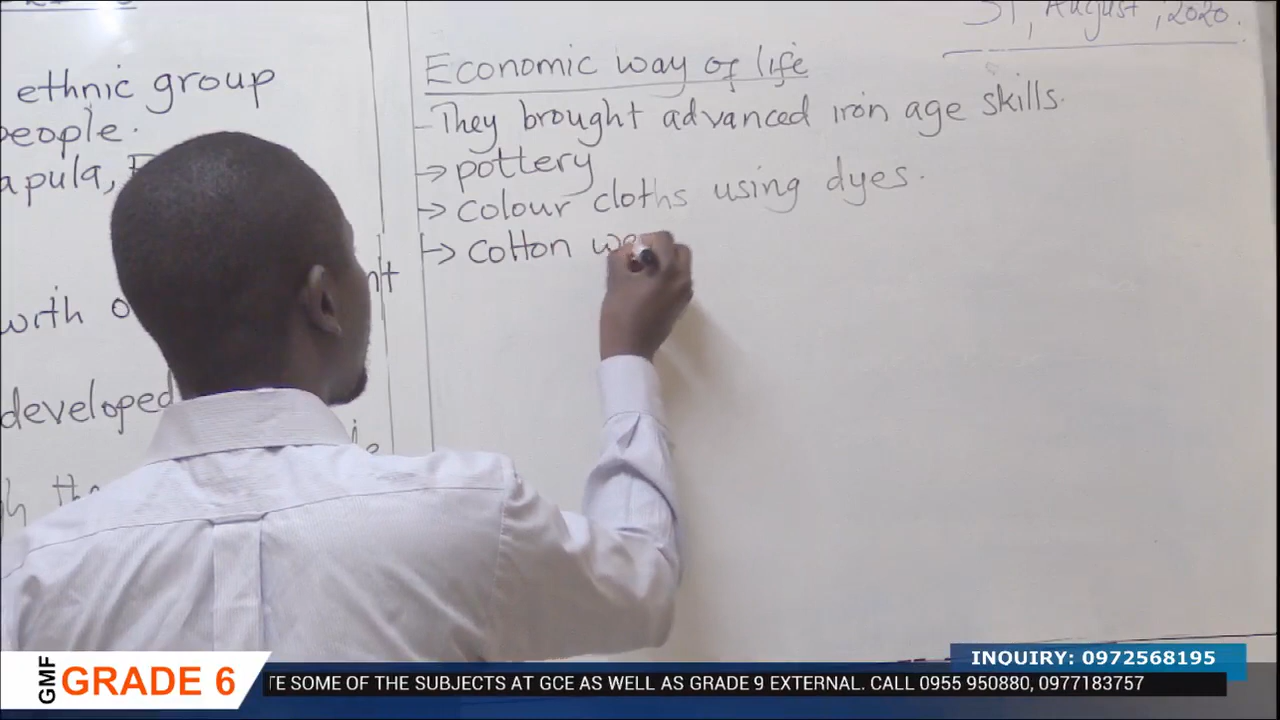 ethnic group
people.
with
developed
31, August, 2020.
Economic way of life
- They brought advanced iron age skills.
→ pottery
→ colour cloths using dyes.
→ cotton
INQUIRY: 0972568195
GMF GRADE 6
TE SOME OF THE SUBJECTS AT GCE AS WELL AS GRADE 9 EXTERNAL. CALL 0955 950880, 0977183757